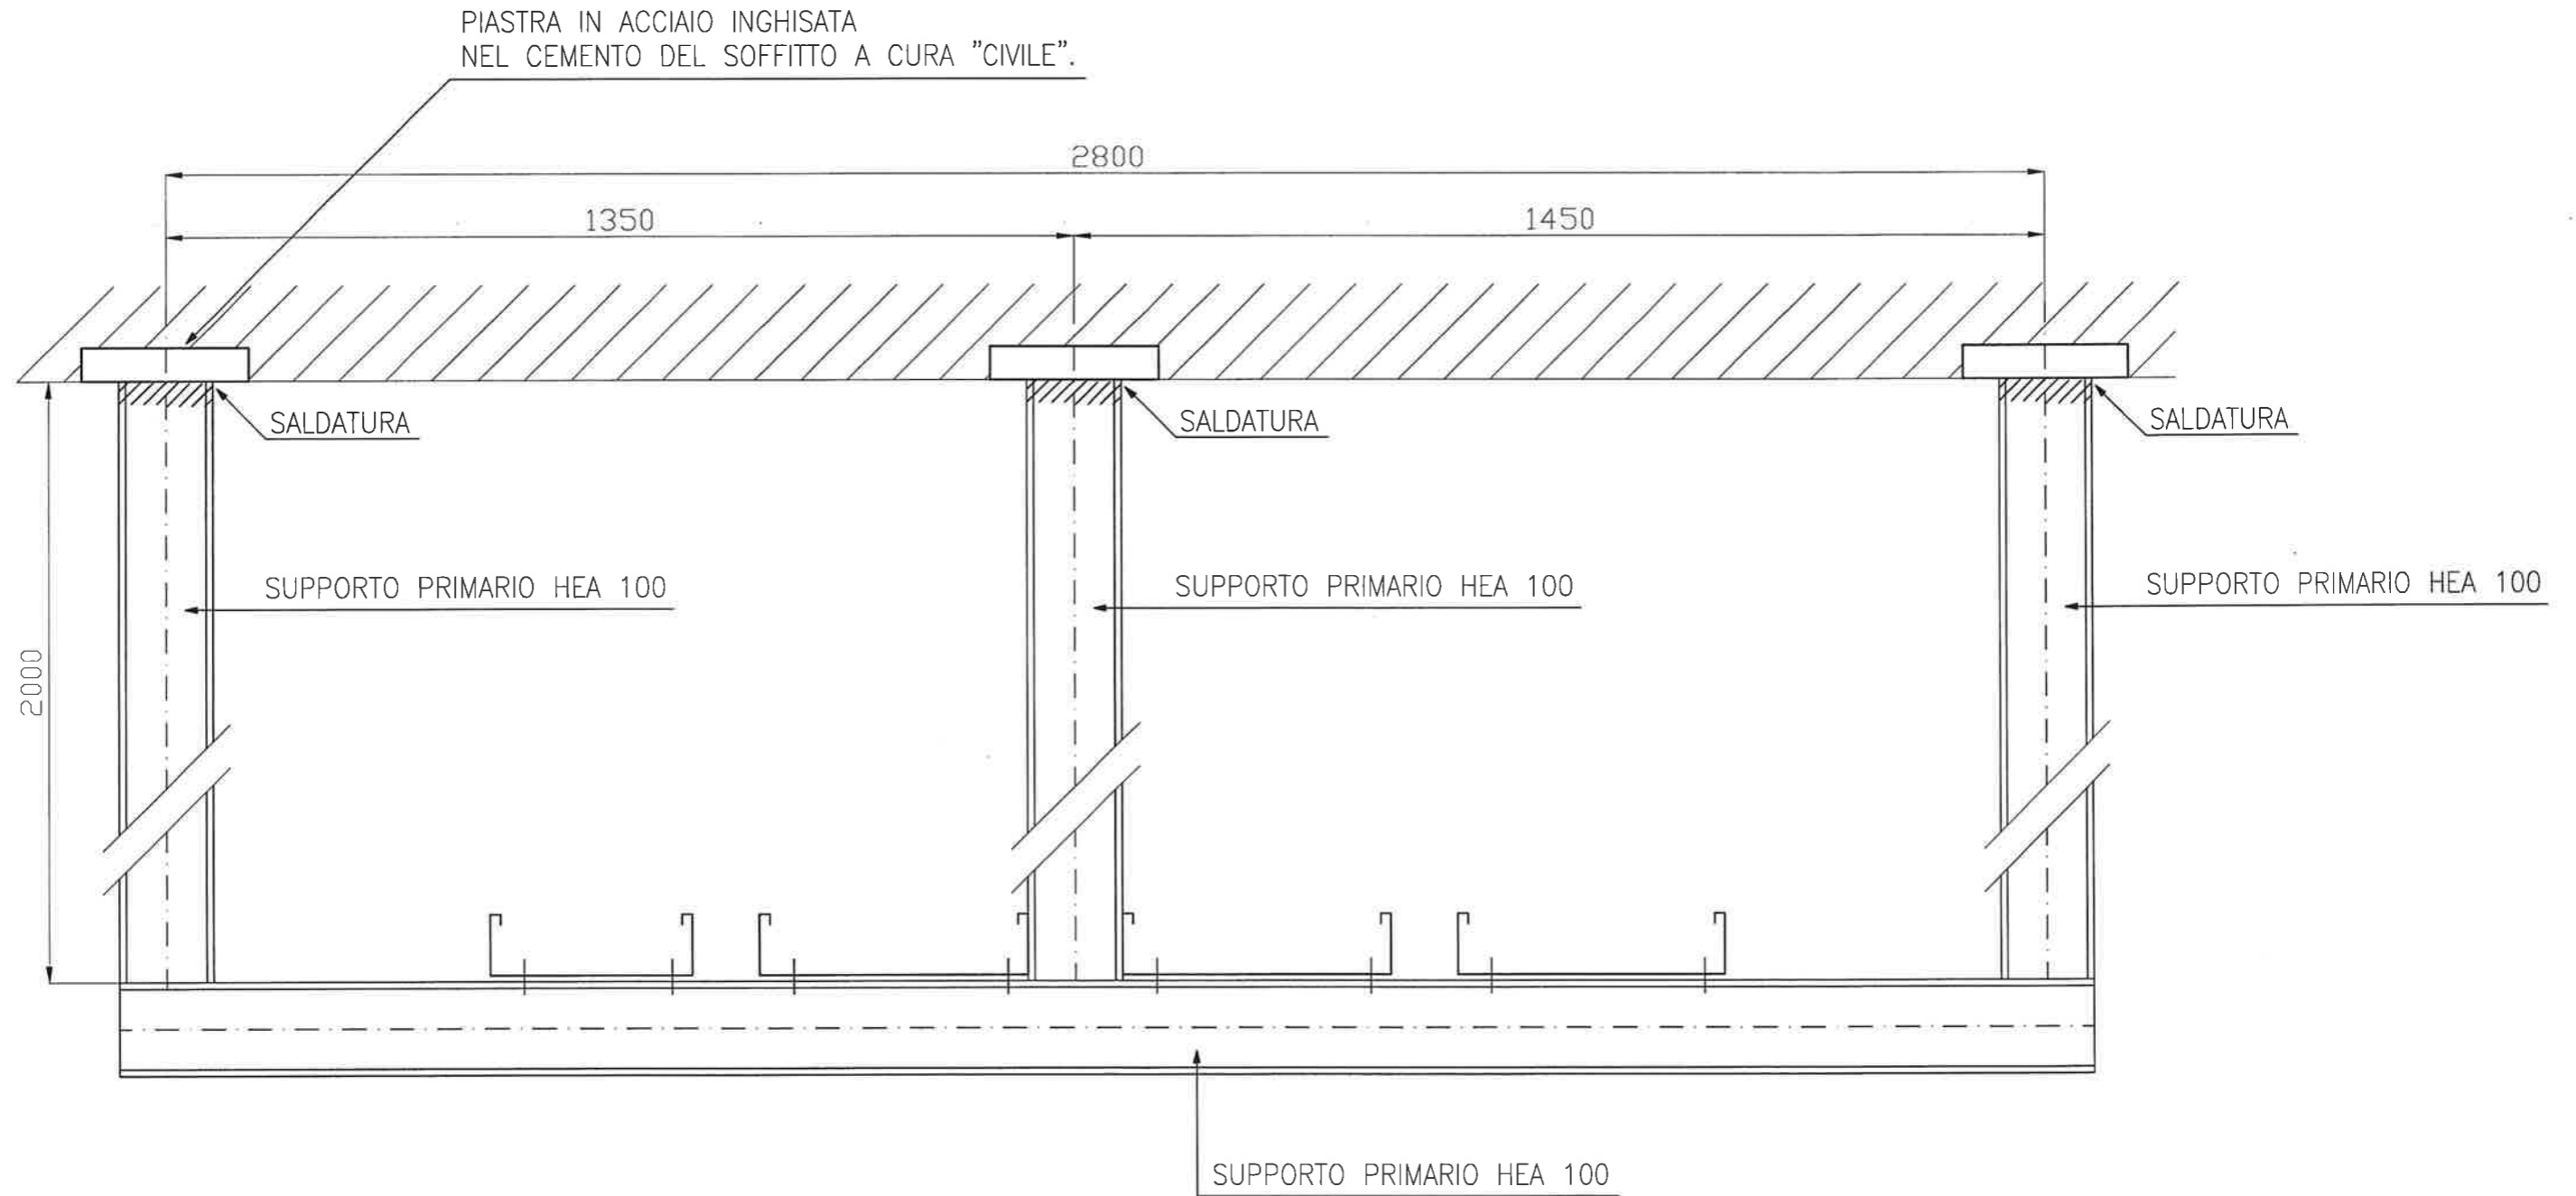 PIASTRA IN ACCIAIO INGHISATA
NEL CEMENTO DEL SOFFITTO A CURA "CIVILE".
2800
1350
1450
SALDATURA
SALDATURA
SALDATURA
SUPPORTO PRIMARIO HEA 100
SUPPORTO PRIMARIO HEA 100
SUPPORTO PRIMARIO HEA 100
2000
SUPPORTO PRIMARIO HEA 100